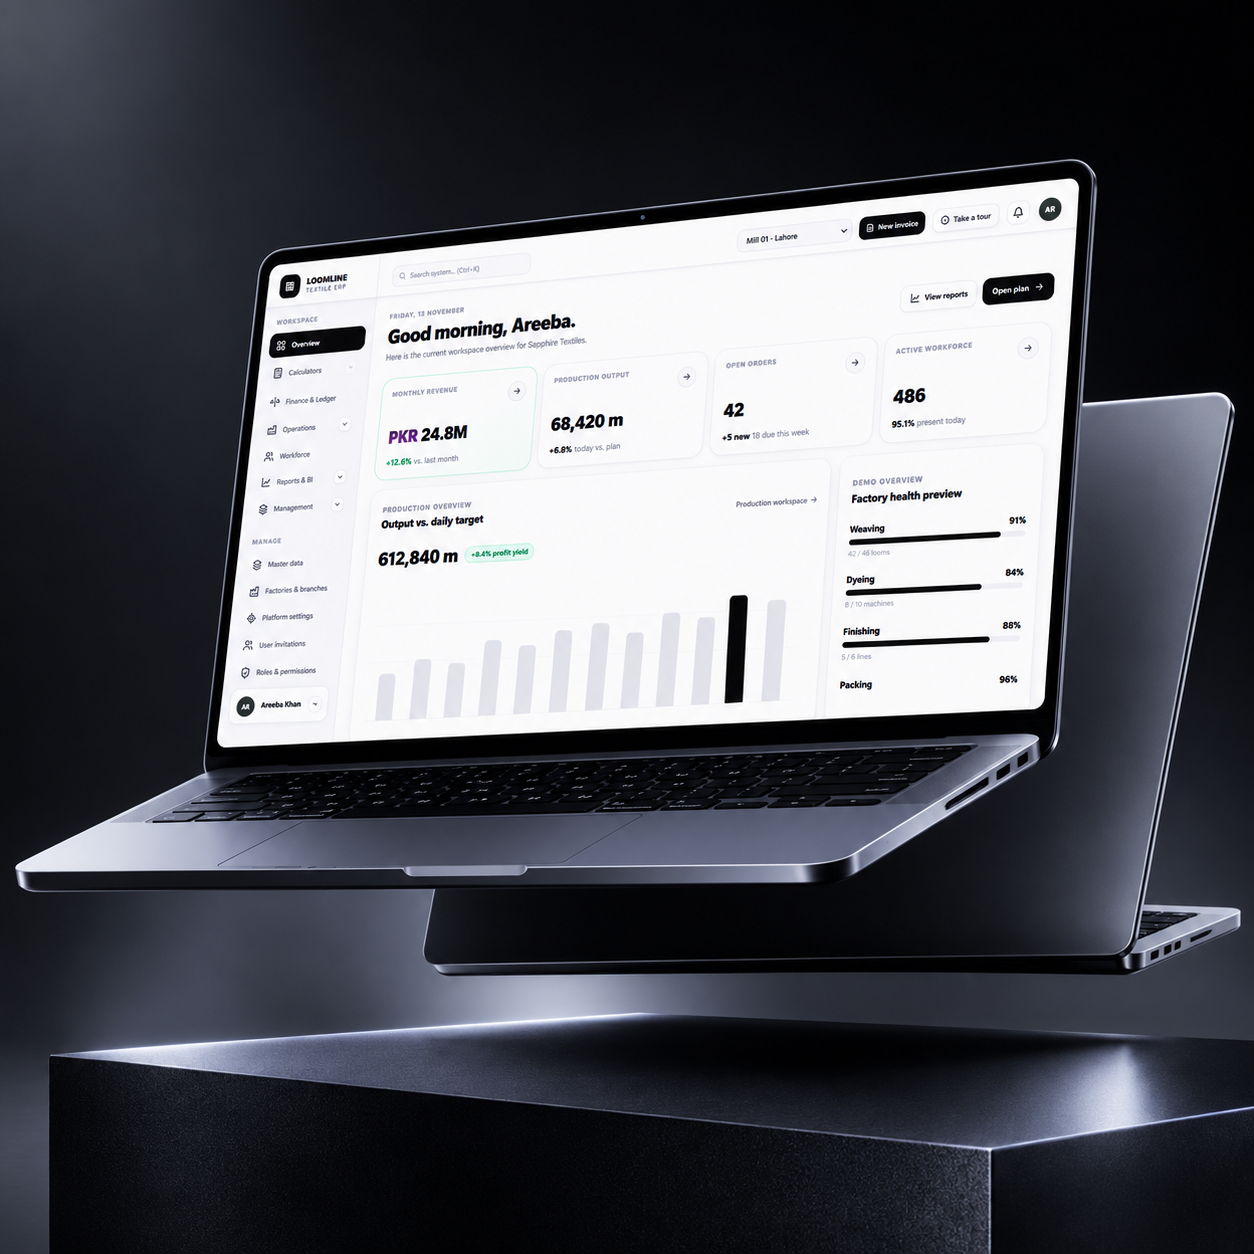 LOOMLINE
TEXTILE ERP
Search system... (Ctrl+K)
Mill 01 - Lahore
New invoice
Take a tour
AR
WORKSPACE
Overview
Calculators
Finance & Ledger
Operations
Workforce
Reports & BI
Management
MANAGE
Master data
Factories & branches
Platform settings
User invitations
Roles & permissions
AR
Areeba Khan
FRIDAY, 13 NOVEMBER
Good morning, Areeba.
Here is the current workspace overview for Sapphire Textiles.
View reports
Open plan
MONTHLY REVENUE
PKR 24.8M
+12.6% vs. last month
PRODUCTION OUTPUT
68,420 m
+6.8% today vs. plan
OPEN ORDERS
42
+5 new 18 due this week
ACTIVE WORKFORCE
486
95.1% present today
PRODUCTION OVERVIEW
Output vs. daily target
Production workspace
612,840 m
+8.4% profit yield
DEMO OVERVIEW
Factory health preview
Weaving 91%
42 / 46 looms
Dyeing 84%
8 / 10 machines
Finishing 88%
5 / 6 lines
Packing 96%